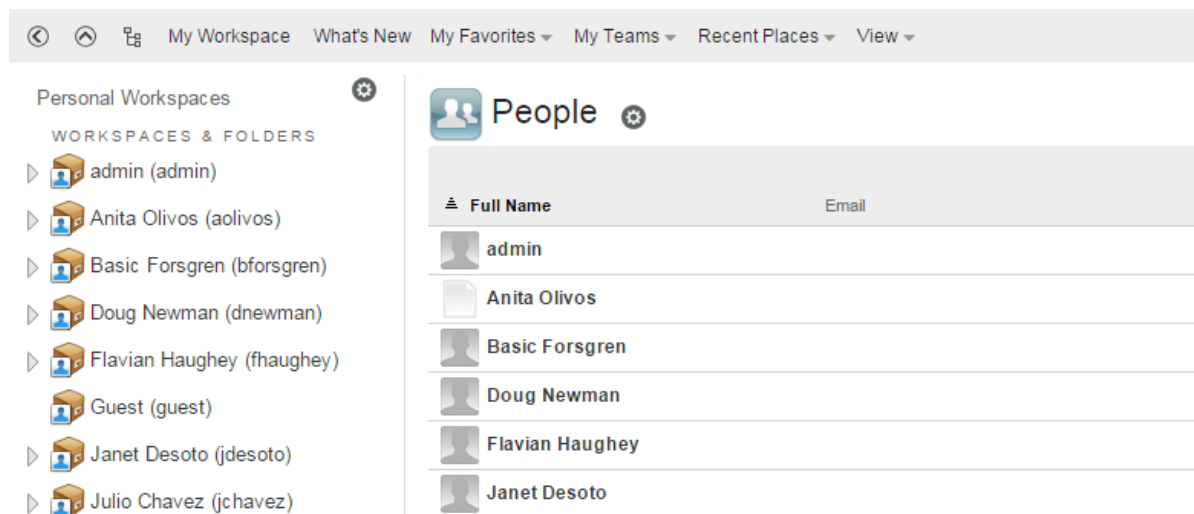 My Workspace What's New My Favorites My Teams Recent Places View
Personal Workspaces
WORKSPACES & FOLDERS
admin (admin)
Anita Olivos (aolivos)
Basic Forsgren (bforsgren)
Doug Newman (dnewman)
Flavian Haughey (fhaughey)
Guest (guest)
Janet Desoto (jdesoto)
Julio Chavez (jchavez)
People
Full Name Email
admin
Anita Olivos
Basic Forsgren
Doug Newman
Flavian Haughey
Janet Desoto